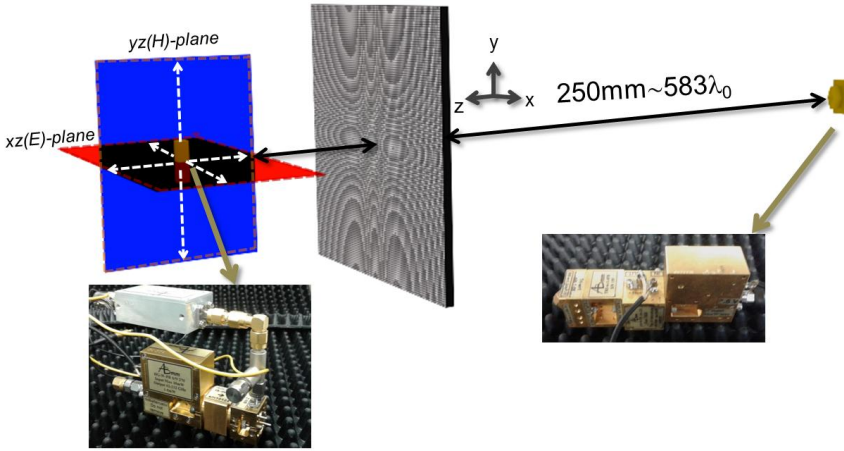 yz(H)-plane
xz(E)-plane
y
z
x
250mm~583λ₀